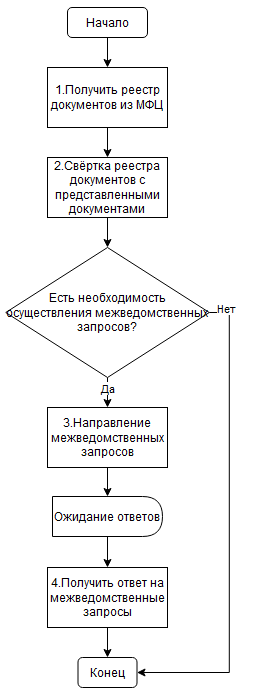 Начало
1.Получить реестр
документов из МФЦ
2.Свёртка реестра
документов с
представленными
документами
Есть необходимость
осуществления межведомственных
запросов?
Нет
Да
3.Направление
межведомственных
запросов
Ожидание ответов
4.Получить ответ на
межведомственные
запросы
Конец